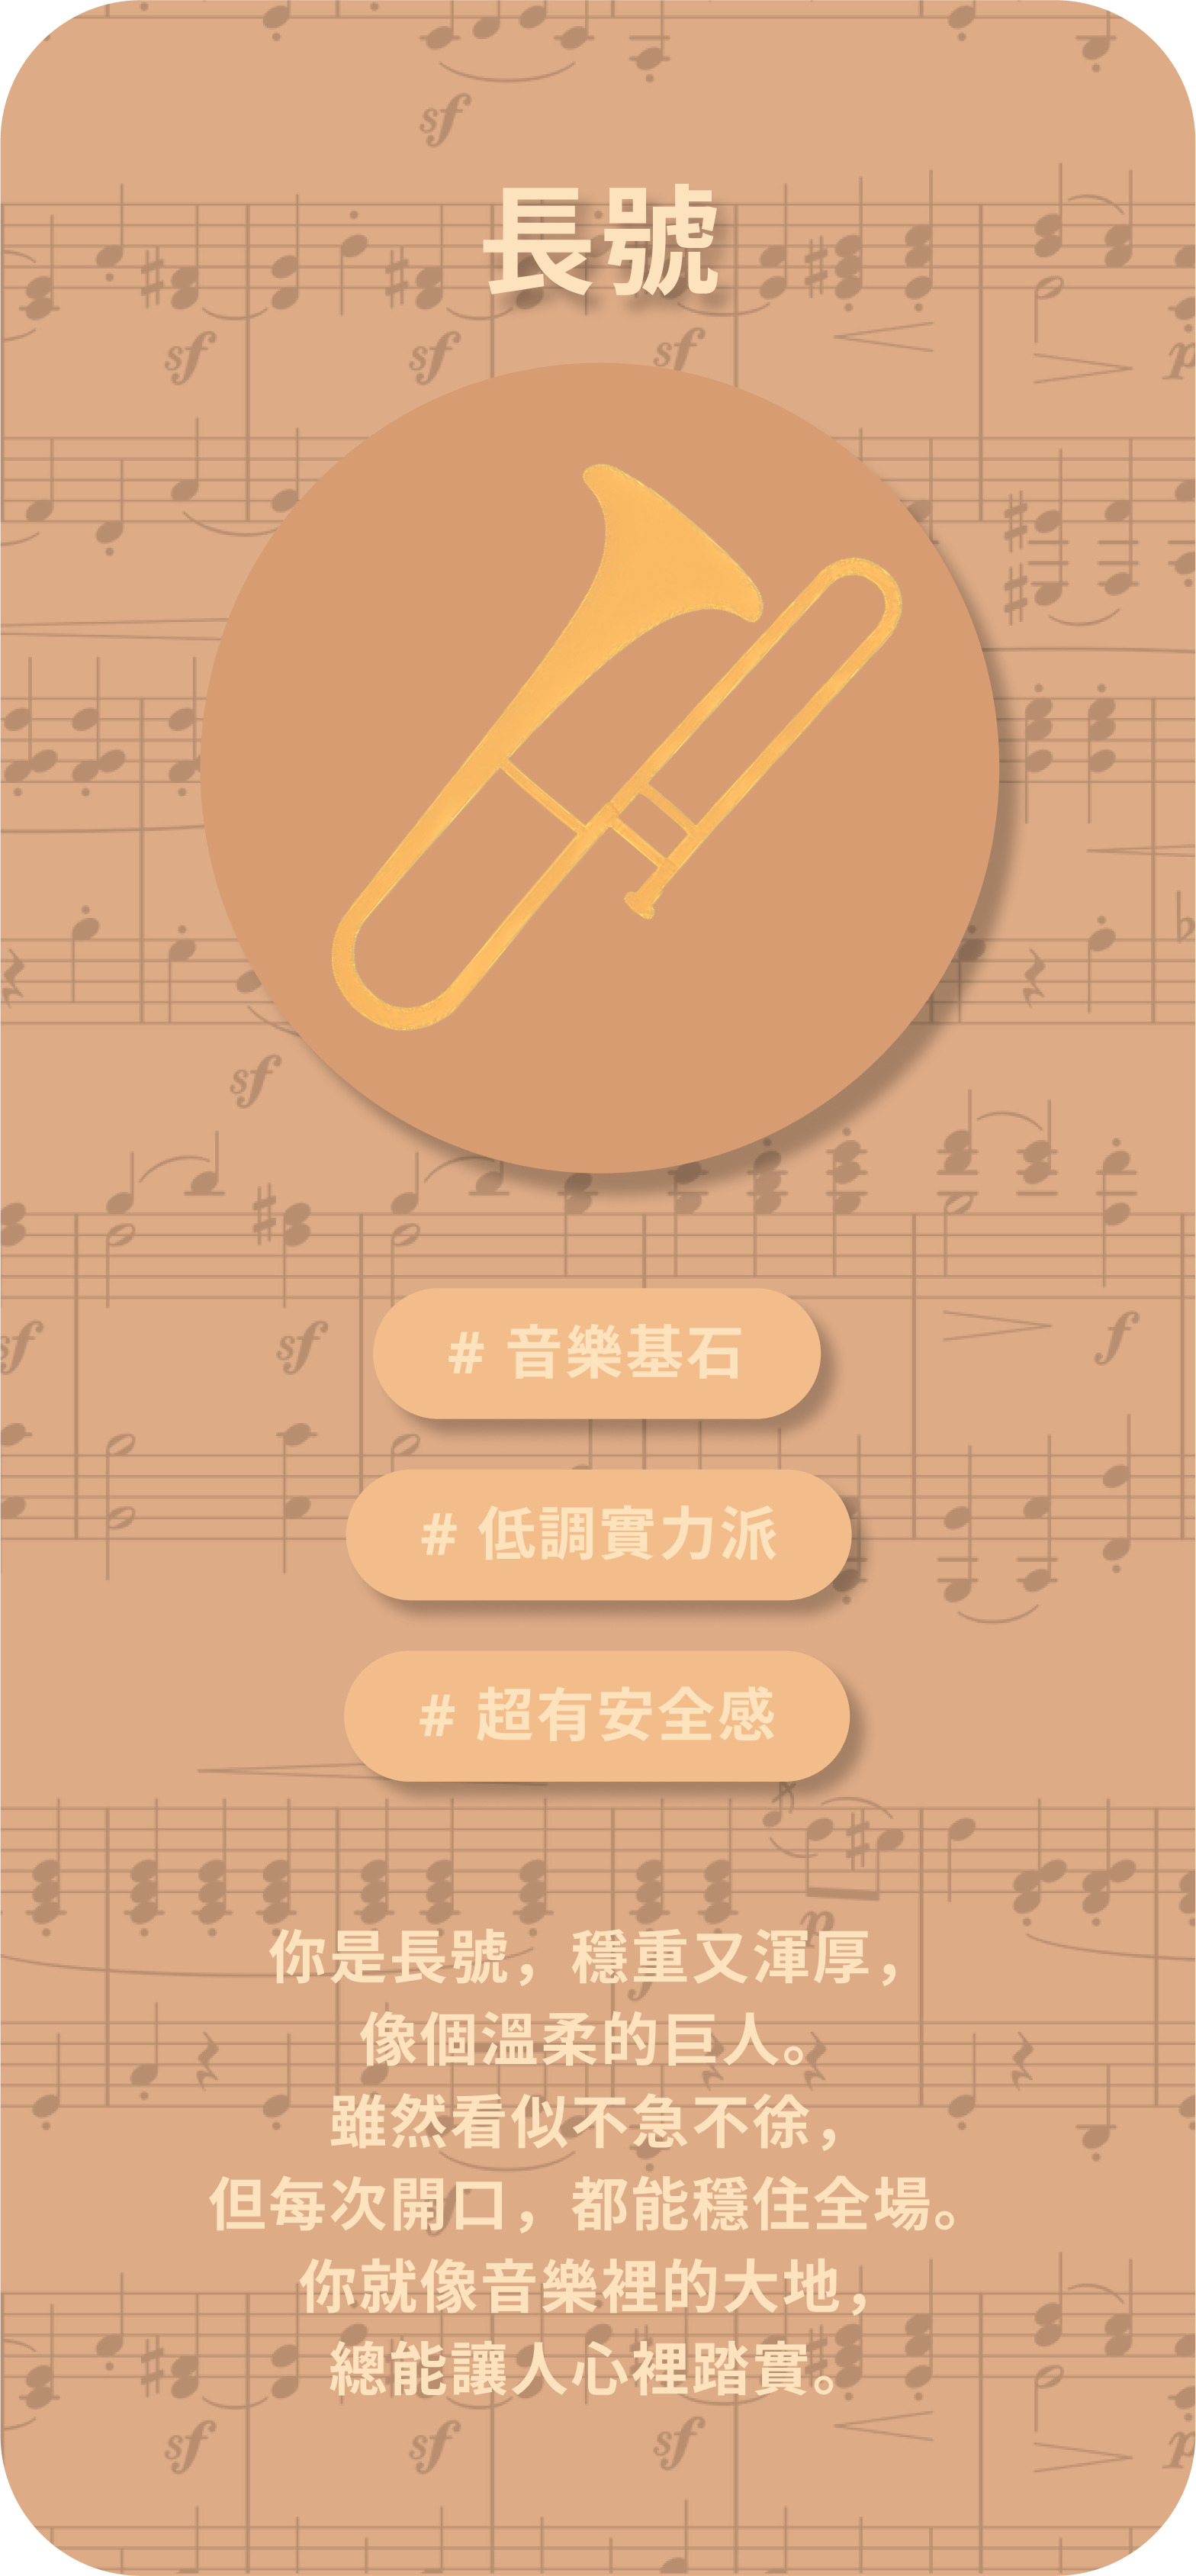 長號
# 音樂基石
# 低調實力派
# 超有安全感
你是長號，穩重又渾厚，
像個溫柔的巨人。
雖然看似不急不徐，
但每次開口，都能穩住全場。
你就像音樂裡的大地，
總能讓人心裡踏實。